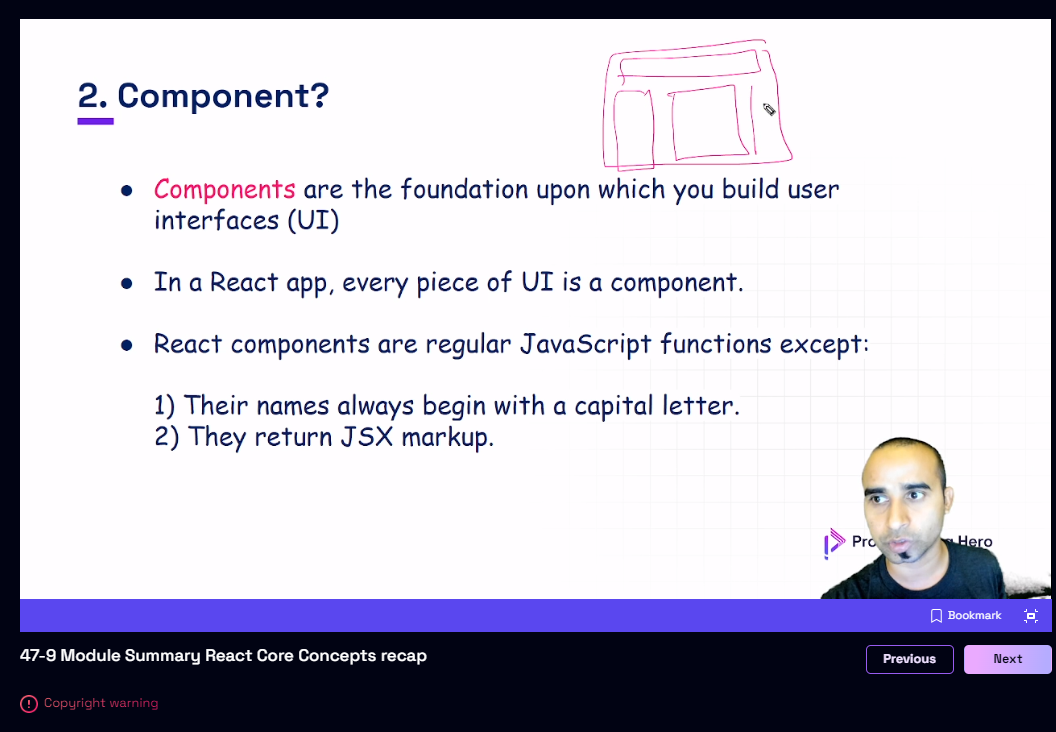 2. Component?
● Components are the foundation upon which you build user
interfaces (UI)
● In a React app, every piece of UI is a component.
● React components are regular JavaScript functions except:
1) Their names always begin with a capital letter.
2) They return JSX markup.
Hero
Bookmark
47-9 Module Summary React Core Concepts recap
Previous
Next
Copyright warning